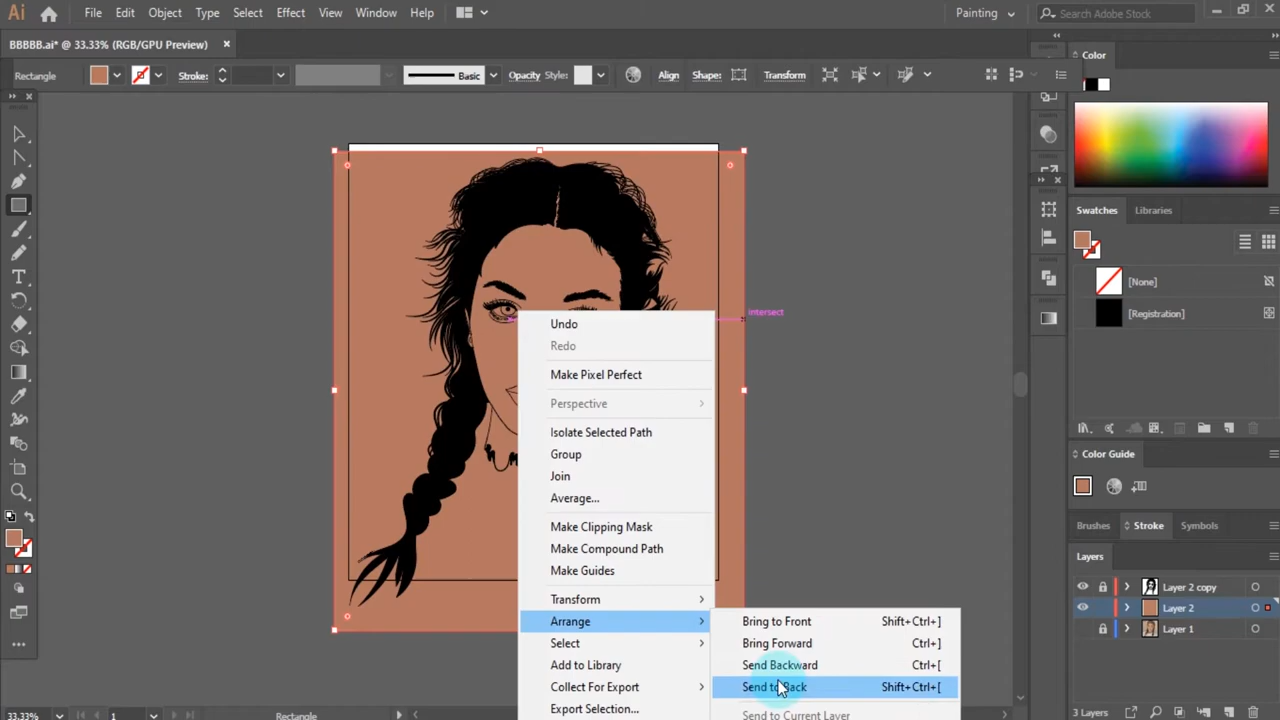 Ai File Edit Object Type Select Effect View Window Help Painting Search Adobe Stock
BBBBB.ai* @ 33.33% (RGB/GPU Preview) ×
Rectangle Stroke: Basic Opacity Style: Align Shape: Transform
Color
Swatches Libraries
[None]
[Registration]
intersect
Undo
Redo
Make Pixel Perfect
Perspective
Isolate Selected Path
Group
Join
Average...
Make Clipping Mask
Make Compound Path
Make Guides
Transform
Arrange
Select
Add to Library
Collect For Export
Export Selection...
Bring to Front Shift+Ctrl+]
Bring Forward Ctrl+]
Send Backward Ctrl+[
Send to Back Shift+Ctrl+[
Send to Current Layer
Color Guide
Brushes Stroke Symbols
Layers
Layer 2 copy
Layer 2
Layer 1
33.33% 1 Rectangle 3 Layers